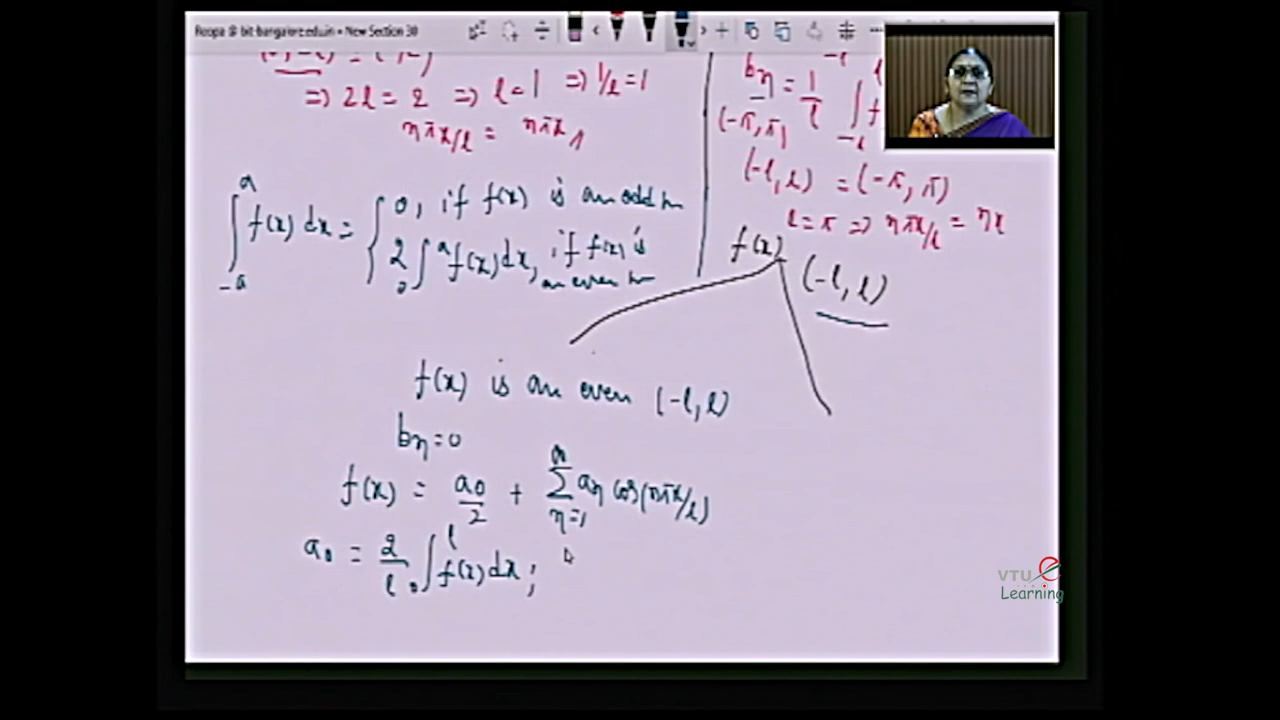 Roopa @ bit-bangalore.edu.in • New Section 30
=> 2l = 2 => l = 1 => 1/l = 1
nπx/l = nπx,
∫_{-a}^{a} f(x) dx = { 0, if f(x) is an odd fn
2 ∫_0^a f(x) dx, if f(x) is
an even fn
bn = 1/l ∫_{-l}^{l} f
(-π, π)
(-l, l) = (-π, π)
l = π => nπx/l = nx
f(x) (-l, l)
f(x) is an even (-l, l)
bn = 0
f(x) = a0/2 + ∑_{n=1}^{∞} an cos(nπx/l)
a0 = 2/l ∫_0^l f(x) dx ;
VTU e
Learning